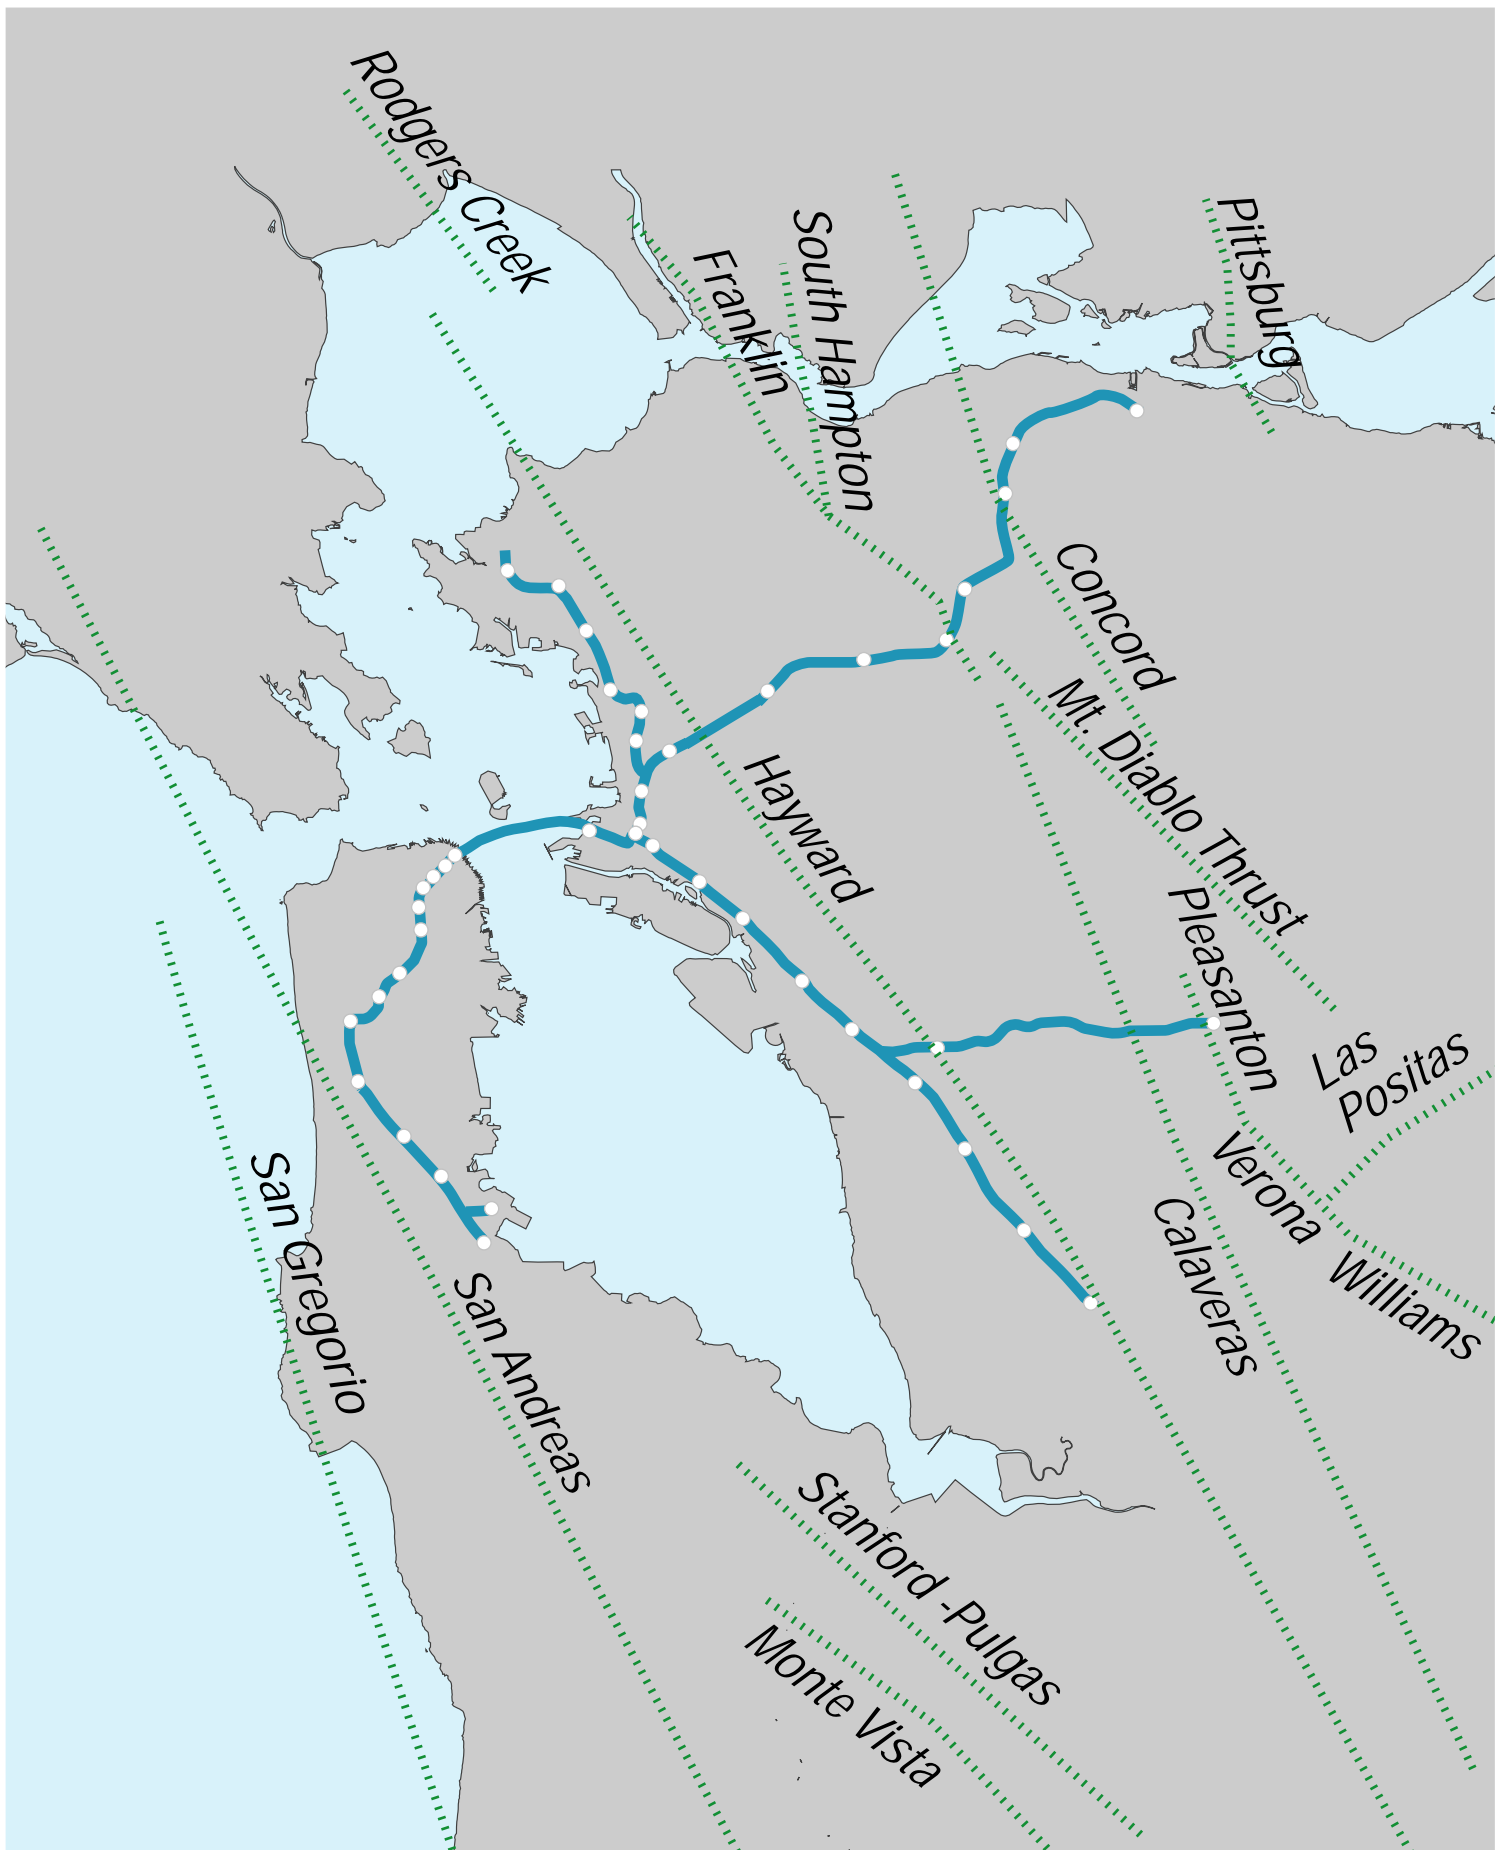 Rodgers Creek
Franklin
South Hampton
Pittsburg
Concord
Mt. Diablo Thrust
Hayward
Pleasanton
Las
Positas
Verona
Williams
Calaveras
San Gregorio
San Andreas
Stanford -Pulgas
Monte Vista